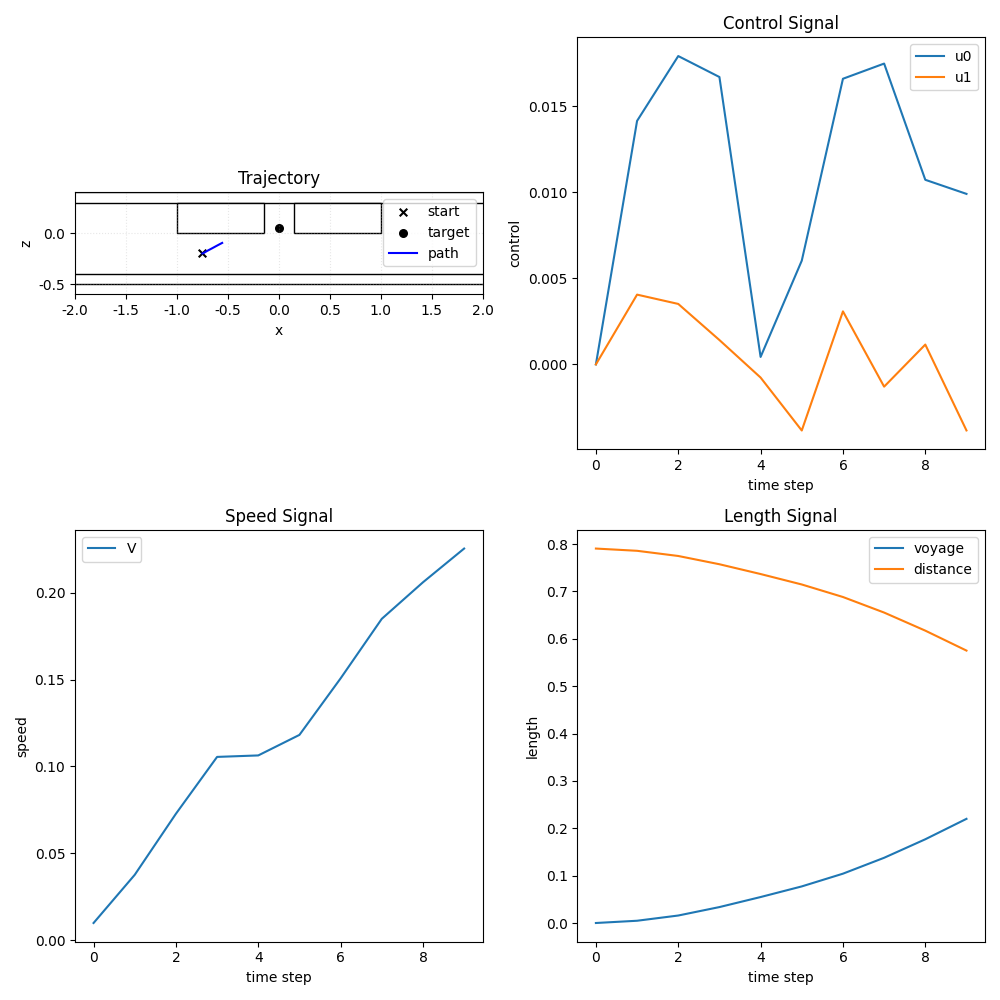 Trajectory
z
0.0
-0.5
start
target
path
-2.0 -1.5 -1.0 -0.5 0.0 0.5 1.0 1.5 2.0
x
Control Signal
control
0.015
0.010
0.005
0.000
u0
u1
0 2 4 6 8
time step
Speed Signal
speed
0.20
0.15
0.10
0.05
0.00
V
0 2 4 6 8
time step
Length Signal
length
0.8
0.7
0.6
0.5
0.4
0.3
0.2
0.1
0.0
voyage
distance
0 2 4 6 8
time step